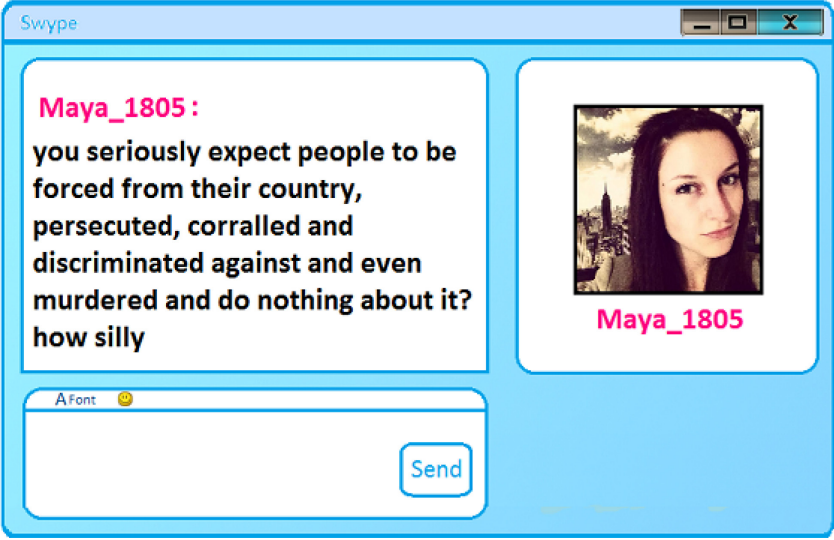 Swype
Maya_1805:
you seriously expect people to be
forced from their country,
persecuted, corralled and
discriminated against and even
murdered and do nothing about it?
how silly
Maya_1805
A Font
Send